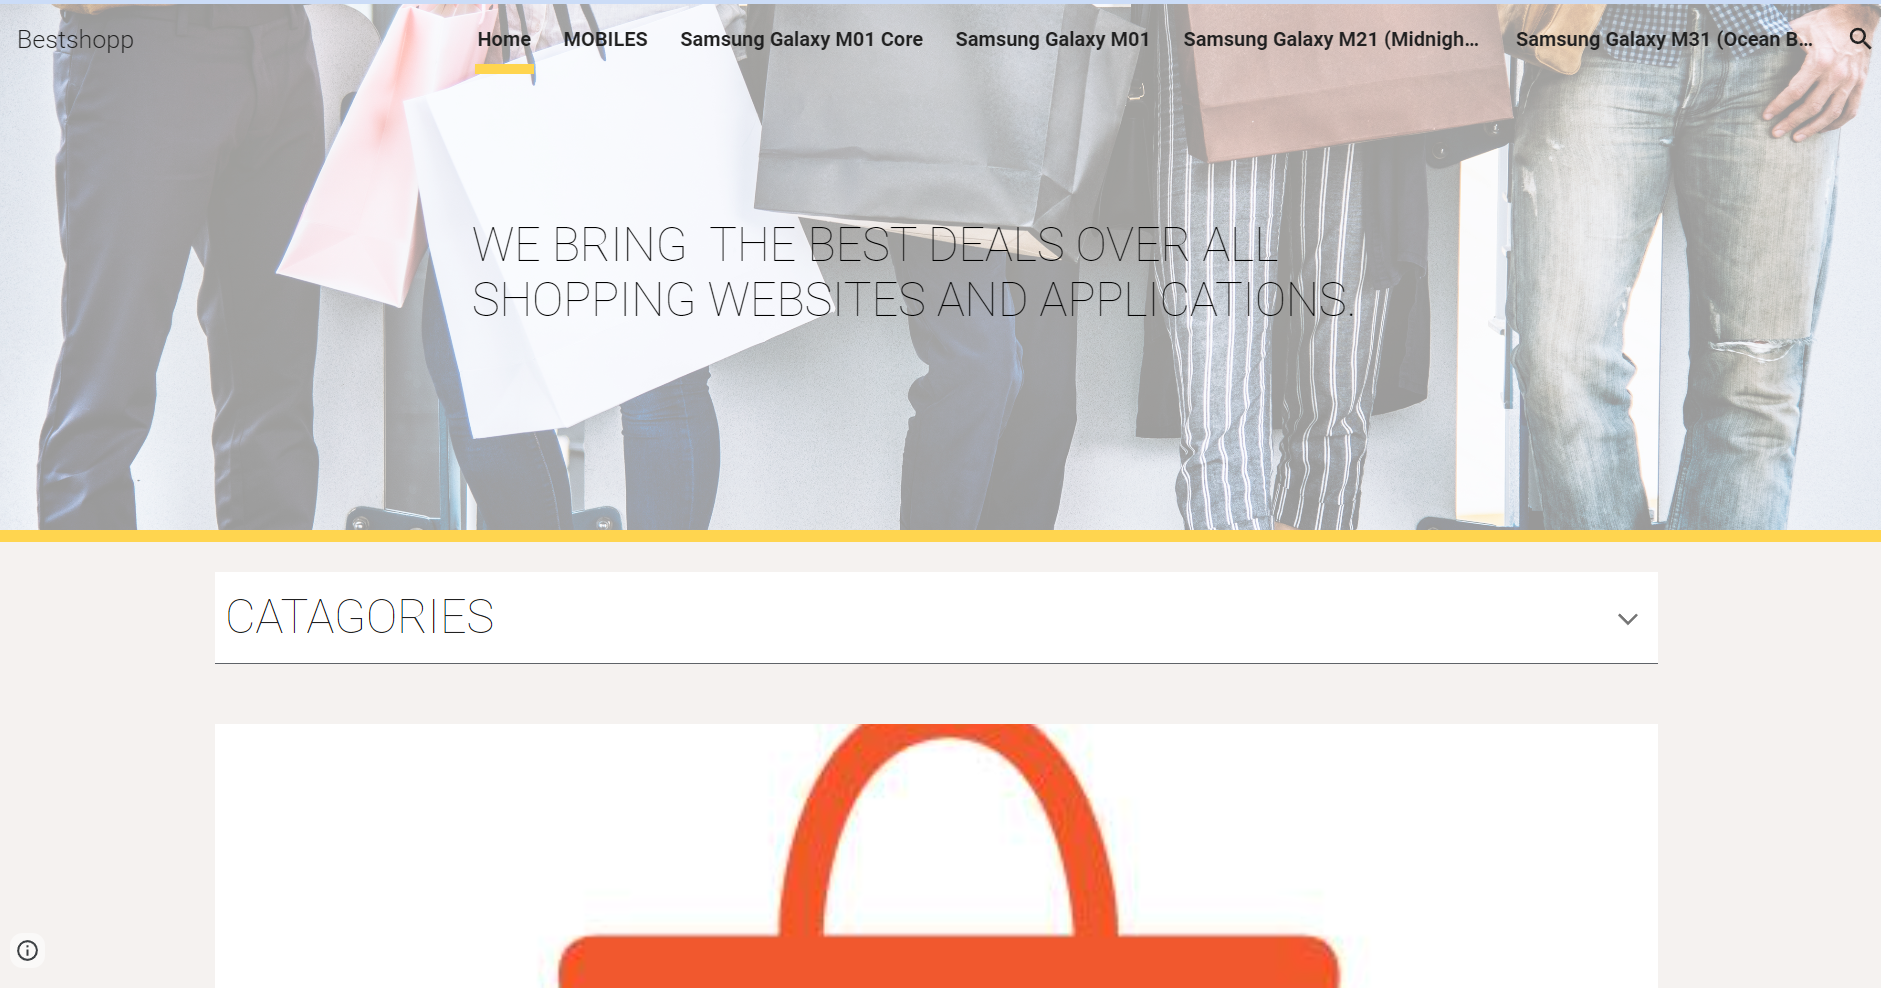 Bestshopp
Home
MOBILES
Samsung Galaxy M01 Core
Samsung Galaxy M01
Samsung Galaxy M21 (Midnigh...
Samsung Galaxy M31 (Ocean B...
WE BRING  THE BEST DEALS OVER ALL
SHOPPING WEBSITES AND APPLICATIONS.
CATAGORIES